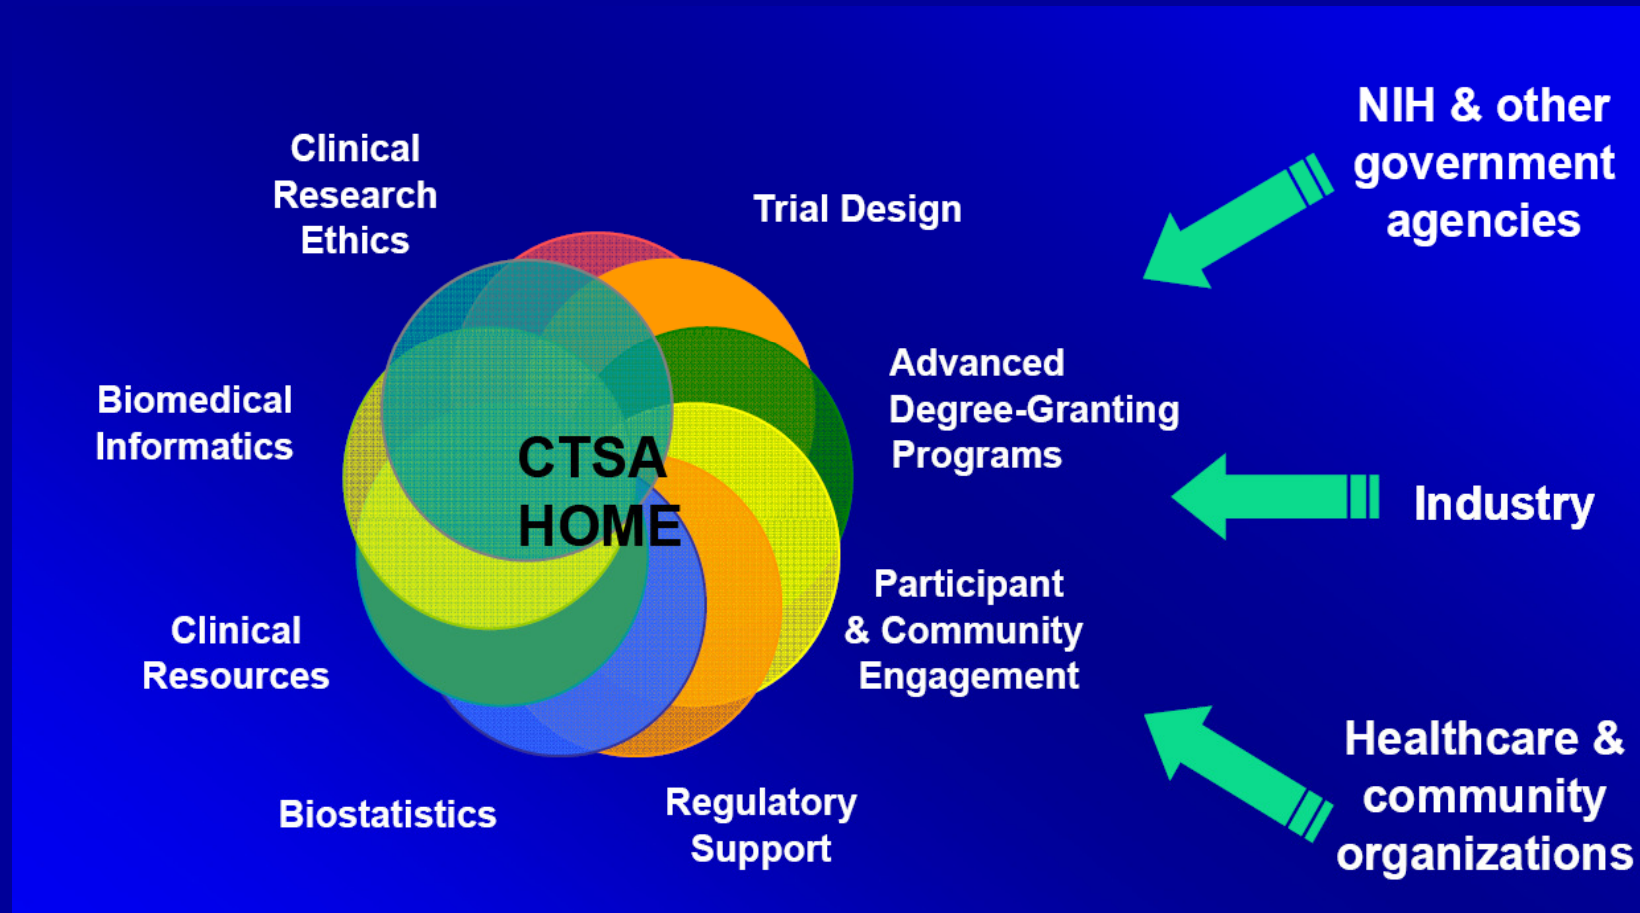 Clinical
Research
Ethics
Trial Design
NIH & other
government
agencies
Biomedical
Informatics
Advanced
Degree-Granting
Programs
CTSA
HOME
Industry
Clinical
Resources
Participant
& Community
Engagement
Biostatistics
Regulatory
Support
Healthcare &
community
organizations